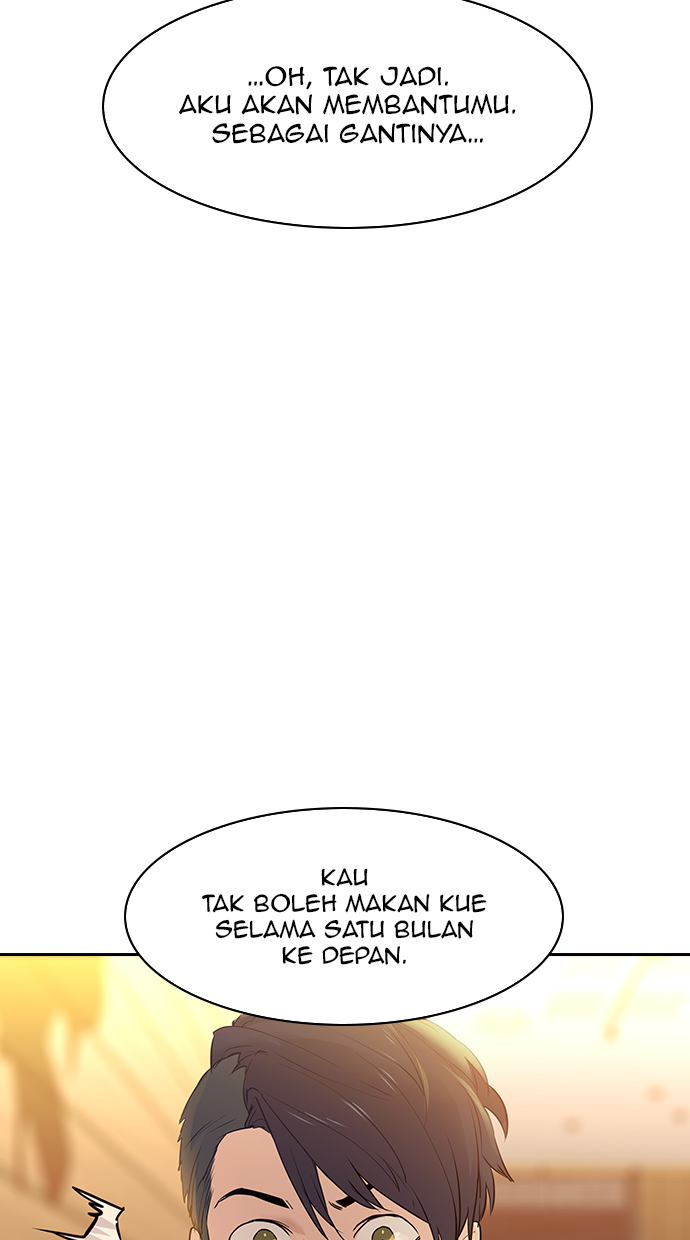 ...OH, TAK JADI.
AKU AKAN MEMBANTUMU.
SEBAGAI GANTINYA...
KAU
TAK BOLEH MAKAN KUE
SELAMA SATU BULAN
KE DEPAN.